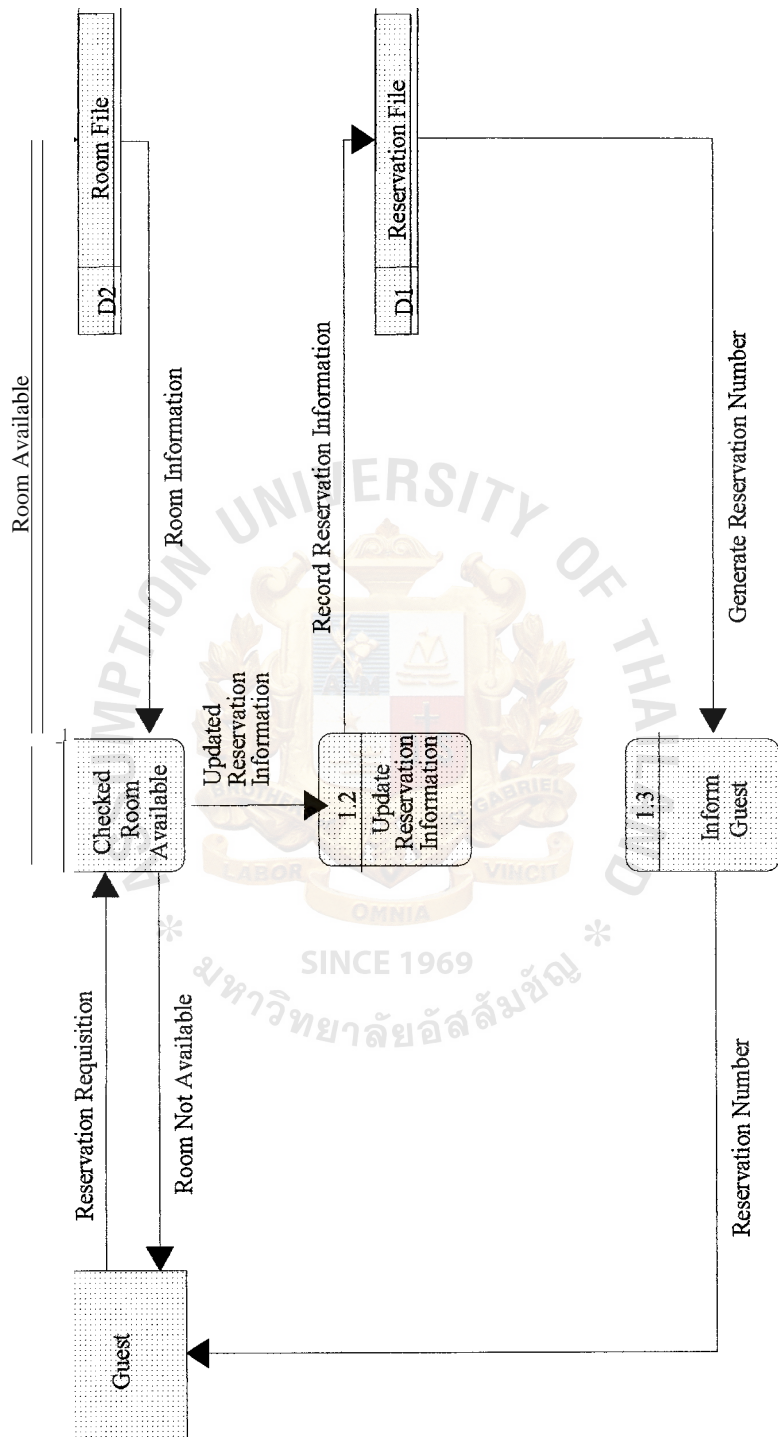 Room Available
Guest
Reservation Requisition
Room Not Available
Checked
Room
Available
Room Information
D2
Room File
Updated
Reservation
Information
1.2
Update
Reservation
Information
Record Reservation Information
D1
Reservation File
Generate Reservation Number
1.3
Inform
Guest
Reservation Number
ASSUMPTION UNIVERSITY OF THAILAND
GABRIEL
LABOR
OMNIA
VINCIT
SINCE 1969
* มหาวิทยาลัยอัสสัมชัญ *